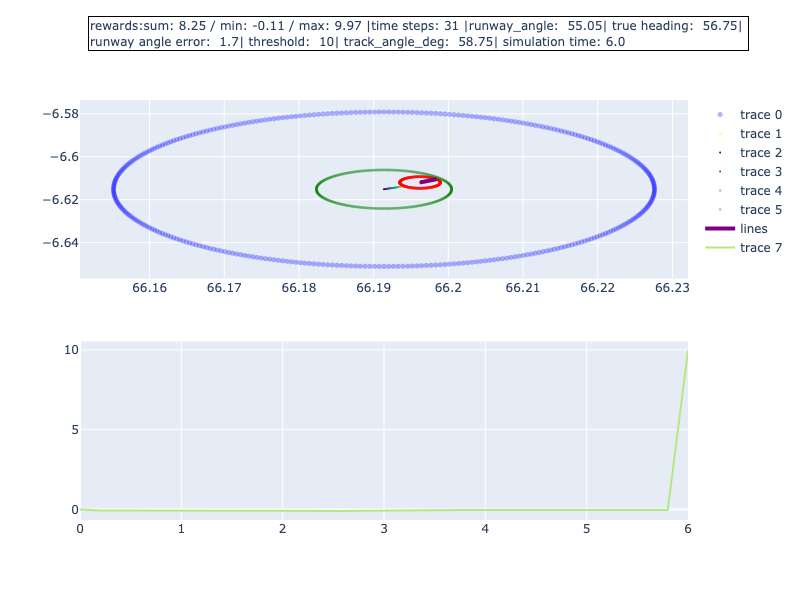 rewards:sum: 8.25 / min: -0.11 / max: 9.97 |time steps: 31 |runway_angle:  55.05| true heading:  56.75|
runway angle error:  1.7| threshold:  10| track_angle_deg:  58.75| simulation time: 6.0
−6.58
−6.6
−6.62
−6.64
66.16
66.17
66.18
66.19
66.2
66.21
66.22
66.23
trace 0
trace 1
trace 2
trace 3
trace 4
trace 5
lines
trace 7
10
5
0
0
1
2
3
4
5
6